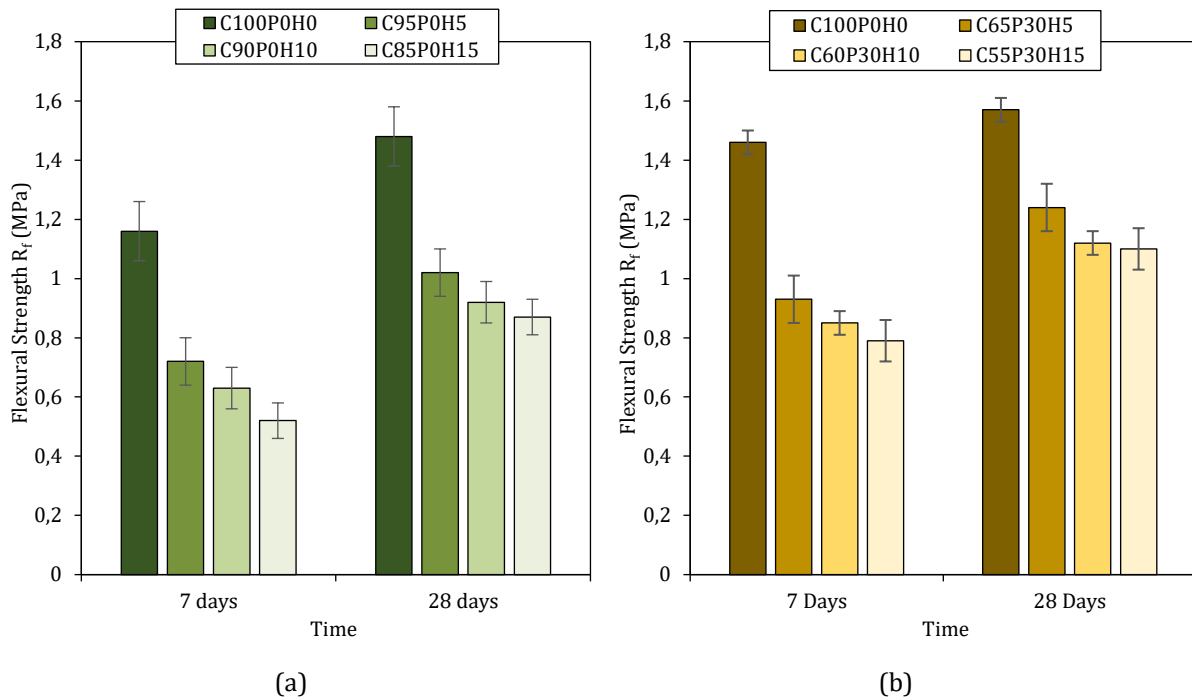 C100P0H0 C95P0H5
C90P0H10 C85P0H15
1,8
1,6
1,4
1,2
1
0,8
0,6
0,4
0,2
0
Flexural Strength Rf (MPa)
7 days 28 days
Time
(a)
C100P0H0 C65P30H5
C60P30H10 C55P30H15
1,8
1,6
1,4
1,2
1
0,8
0,6
0,4
0,2
0
Flexural Strength Rf (MPa)
7 Days 28 Days
Time
(b)